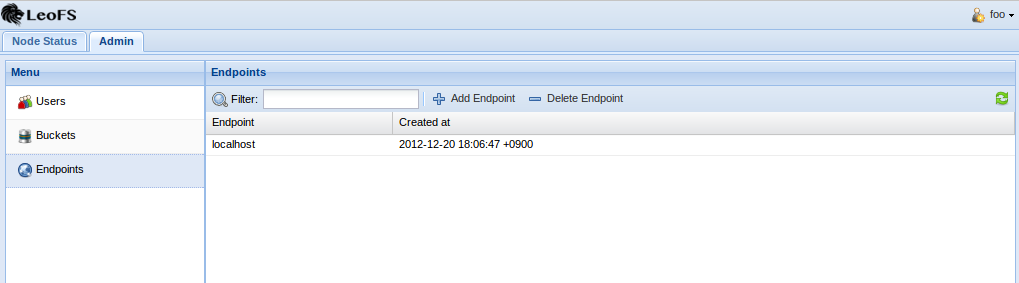 LeoFS
foo
Node Status Admin
Menu
Users
Buckets
Endpoints
Endpoints
Filter: Add Endpoint Delete Endpoint
Endpoint Created at
localhost 2012-12-20 18:06:47 +0900